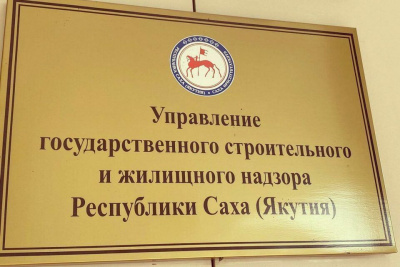 Управление
государственного строительного
и жилищного надзора
Республики Саха (Якутия)